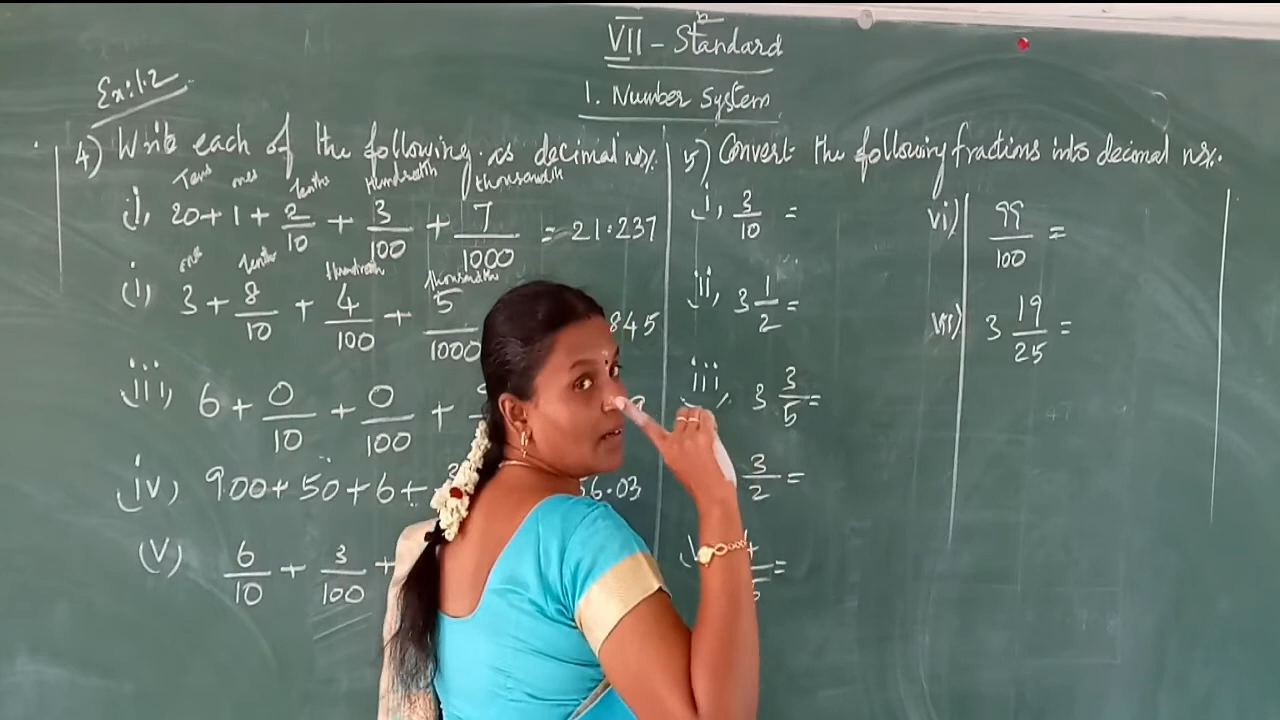 VII - Standard
Ex: 1.2
1. Number System
4) Write each of the following as decimal nos.
Tens ones Tenths Hundredth thousandth
i) 20 + 1 + 2/10 + 3/100 + 7/1000 = 21.237
one Tenths Hundredth thousandth
(i) 3 + 8/10 + 4/100 + 5/1000 845
iii) 6 + 0/10 + 0/100 +
iv) 900 + 50 + 6 + 56.03
(v) 6/10 + 3/100 +
5) Convert the following fractions into decimal nos.
i, 3/10 =
ii, 3 1/2 =
iii, 3 3/5 =
3/2 =
=
vi) 99/100 =
vii) 3 19/25 =